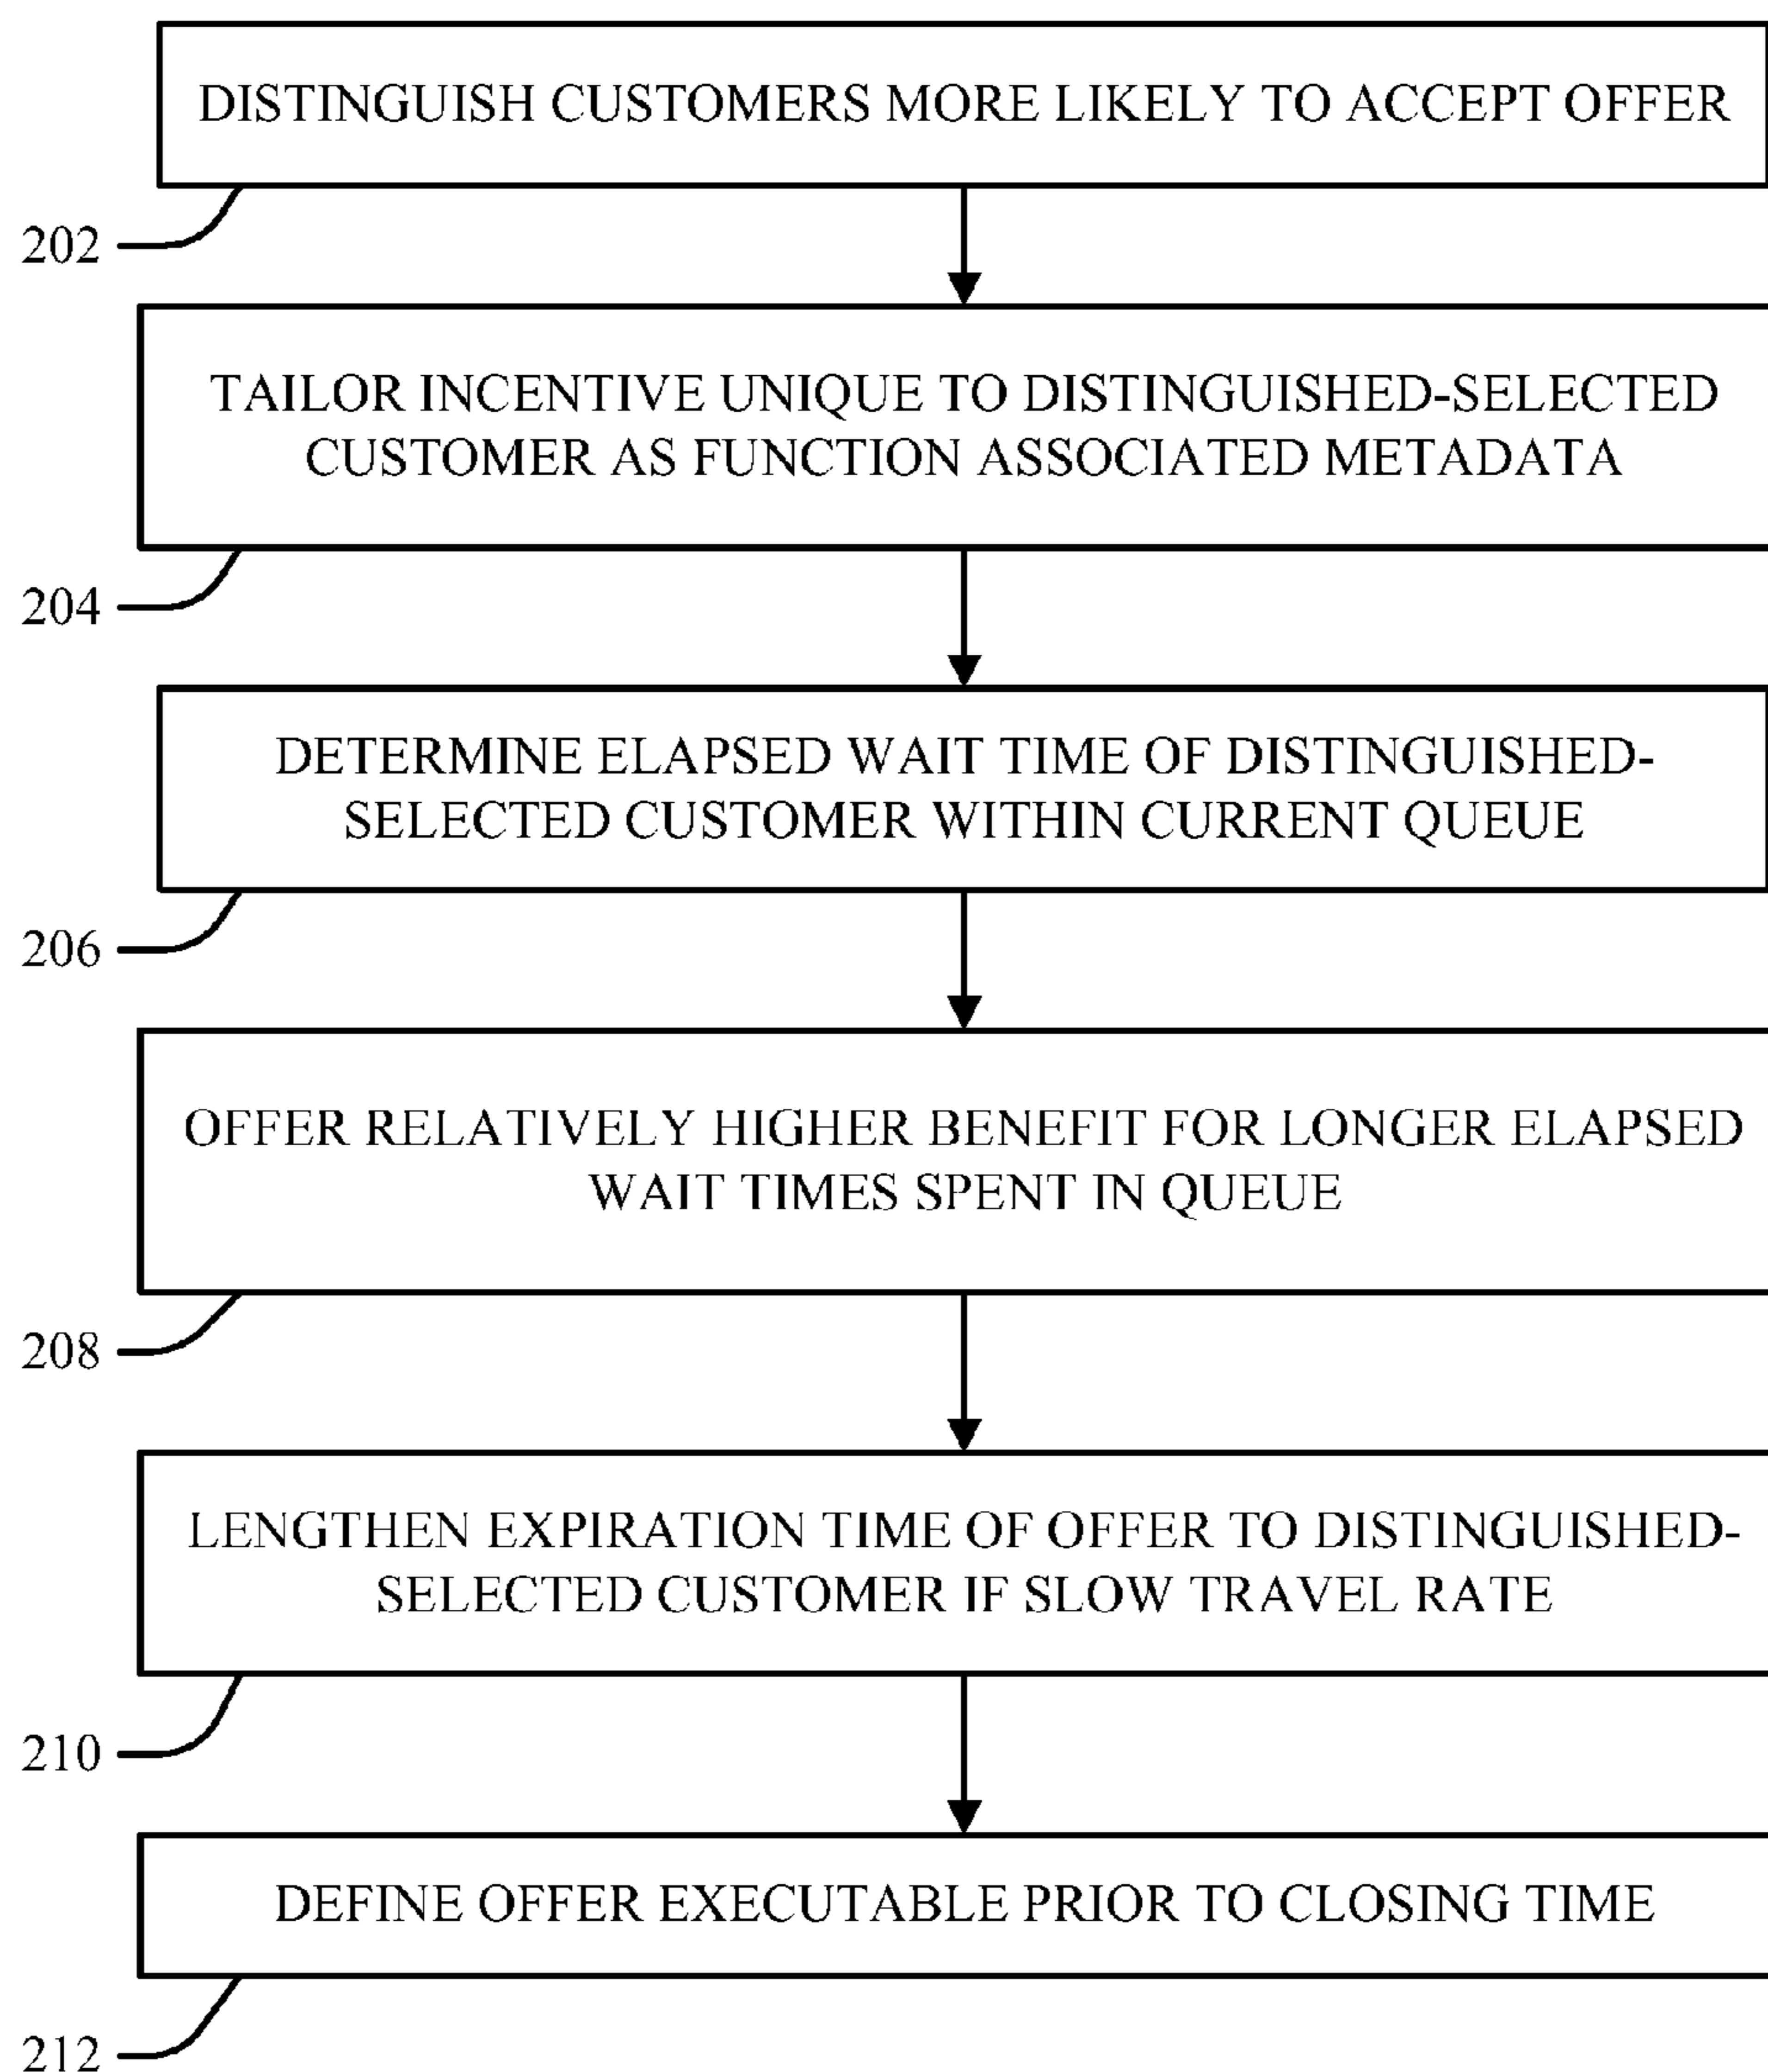 DISTINGUISH CUSTOMERS MORE LIKELY TO ACCEPT OFFER
202
TAILOR INCENTIVE UNIQUE TO DISTINGUISHED-SELECTED
CUSTOMER AS FUNCTION ASSOCIATED METADATA
204
DETERMINE ELAPSED WAIT TIME OF DISTINGUISHED-
SELECTED CUSTOMER WITHIN CURRENT QUEUE
206
OFFER RELATIVELY HIGHER BENEFIT FOR LONGER ELAPSED
WAIT TIMES SPENT IN QUEUE
208
LENGTHEN EXPIRATION TIME OF OFFER TO DISTINGUISHED-
SELECTED CUSTOMER IF SLOW TRAVEL RATE
210
DEFINE OFFER EXECUTABLE PRIOR TO CLOSING TIME
212